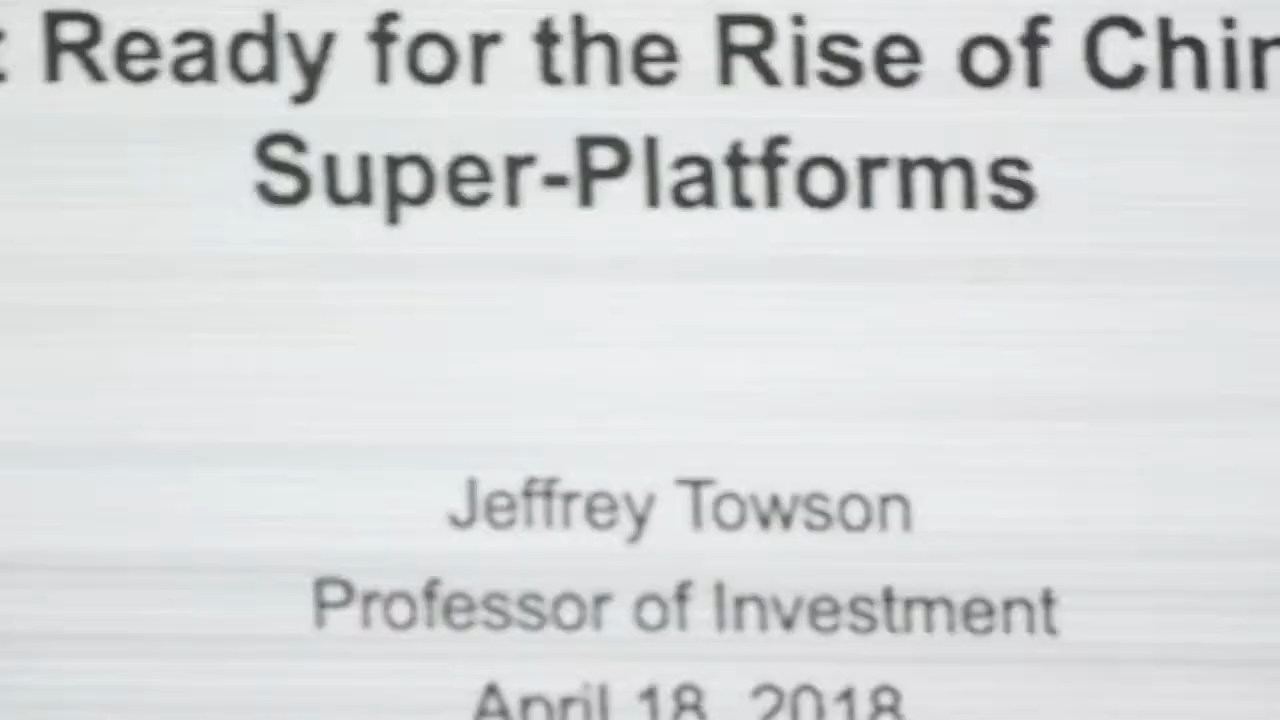 Ready for the Rise of
Super-Platforms
Jeffrey Towson
Professor of Investment
April 18, 2018